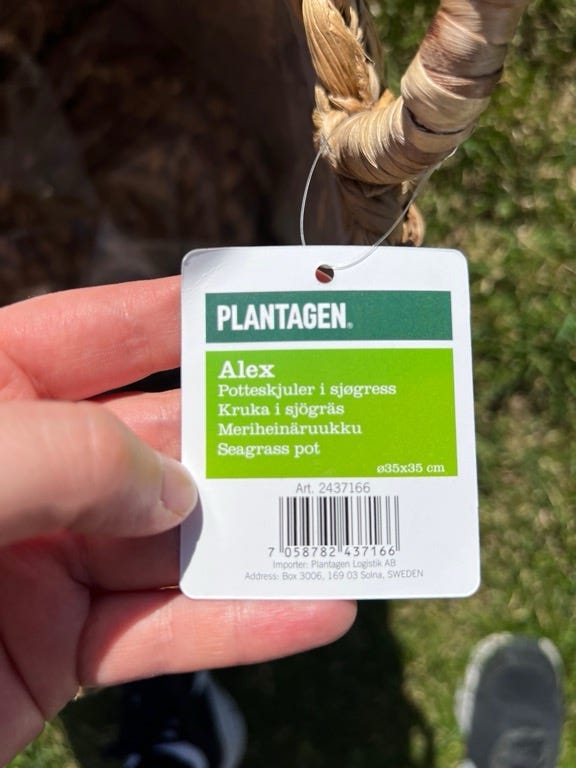 PLANTAGEN®
Alex
Potteskjuler i sjøgress
Kruka i sjögräs
Meriheinäruukku
Seagrass pot
ø35x35 cm
Art. 2437166
7 058782 437166
Importer: Plantagen Logistik AB
Address: Box 3006, 169 03 Solna, SWEDEN